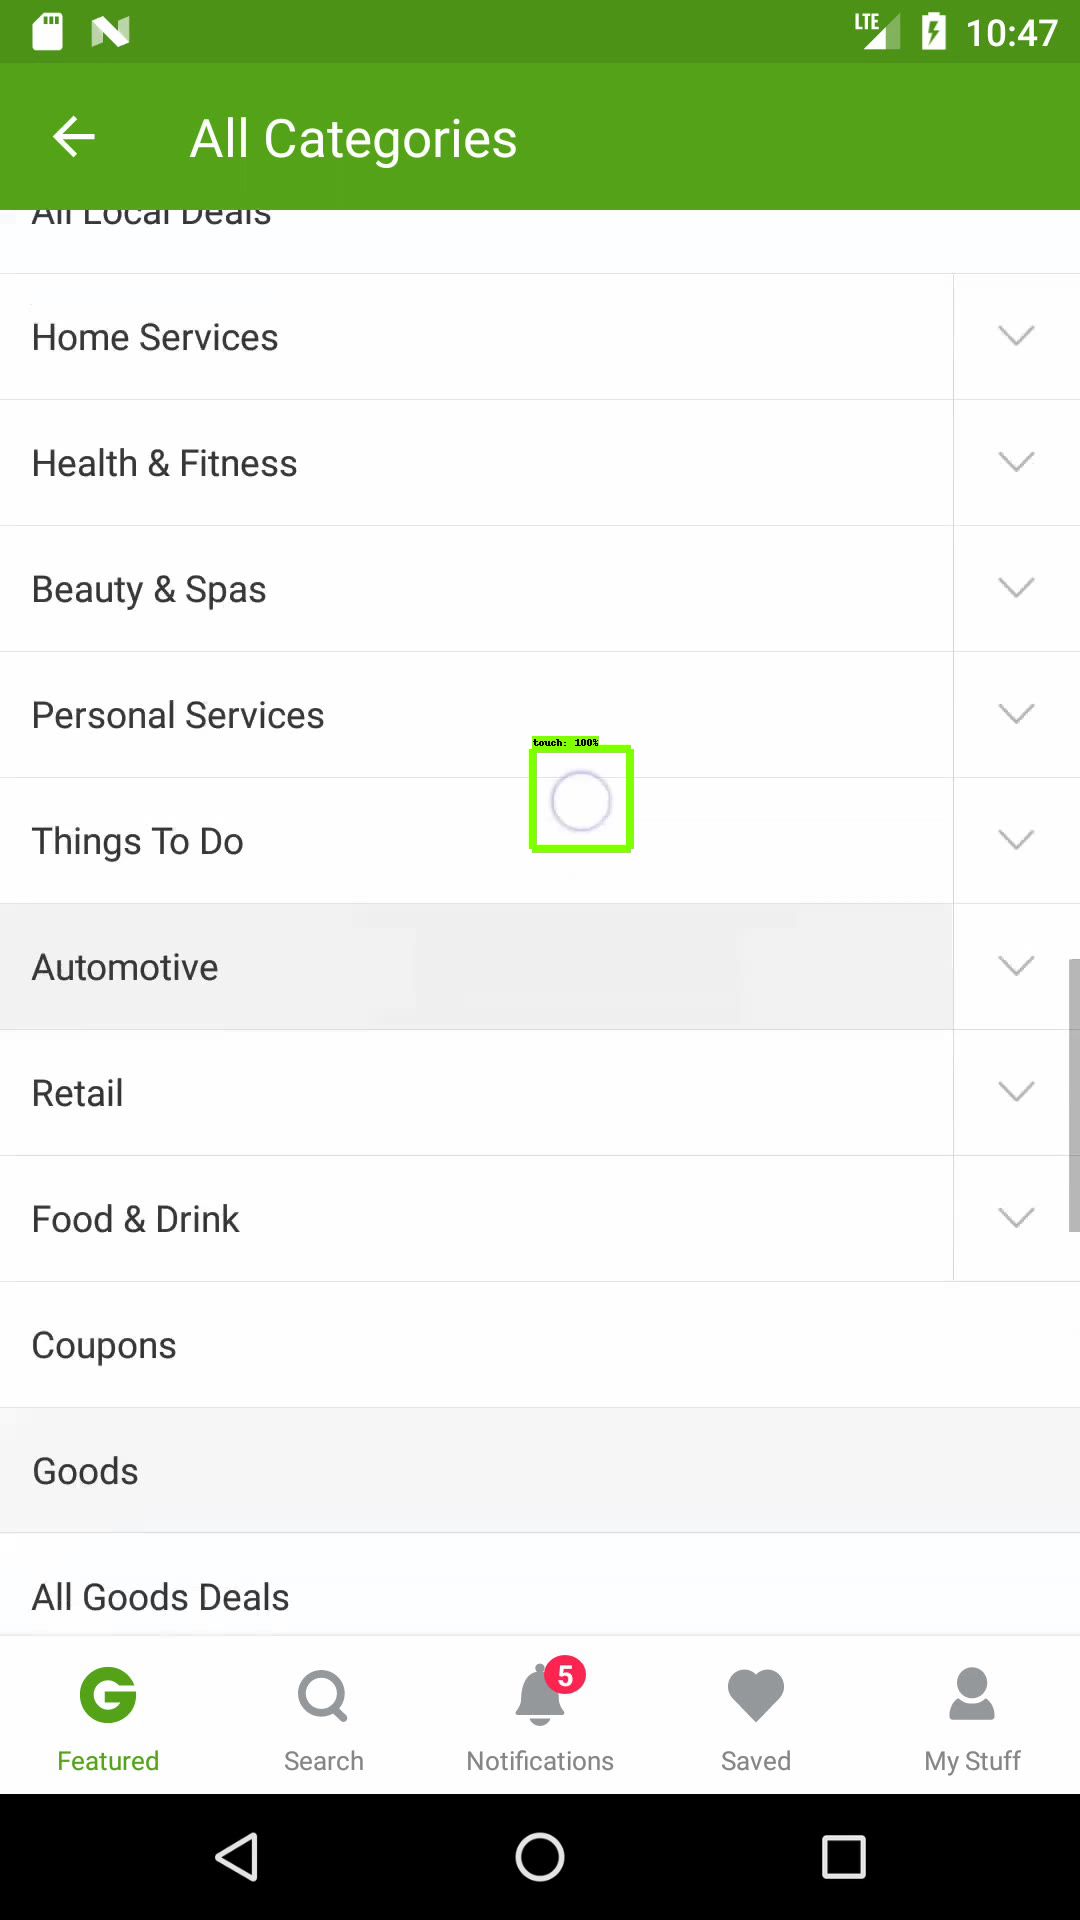 LTE 10:47
All Categories
All Local Deals
Home Services
Health & Fitness
Beauty & Spas
Personal Services
touch: 100%
Things To Do
Automotive
Retail
Food & Drink
Coupons
Goods
All Goods Deals
5
Featured Search Notifications Saved My Stuff